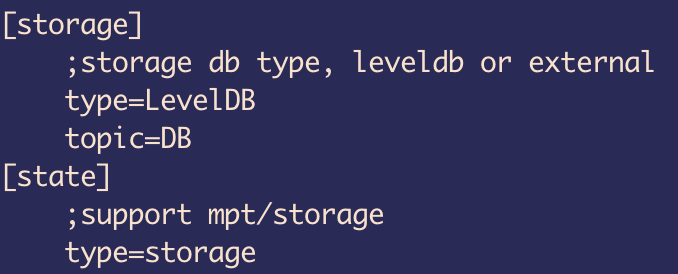 [storage]
    ;storage db type, leveldb or external
    type=LevelDB
    topic=DB
[state]
    ;support mpt/storage
    type=storage